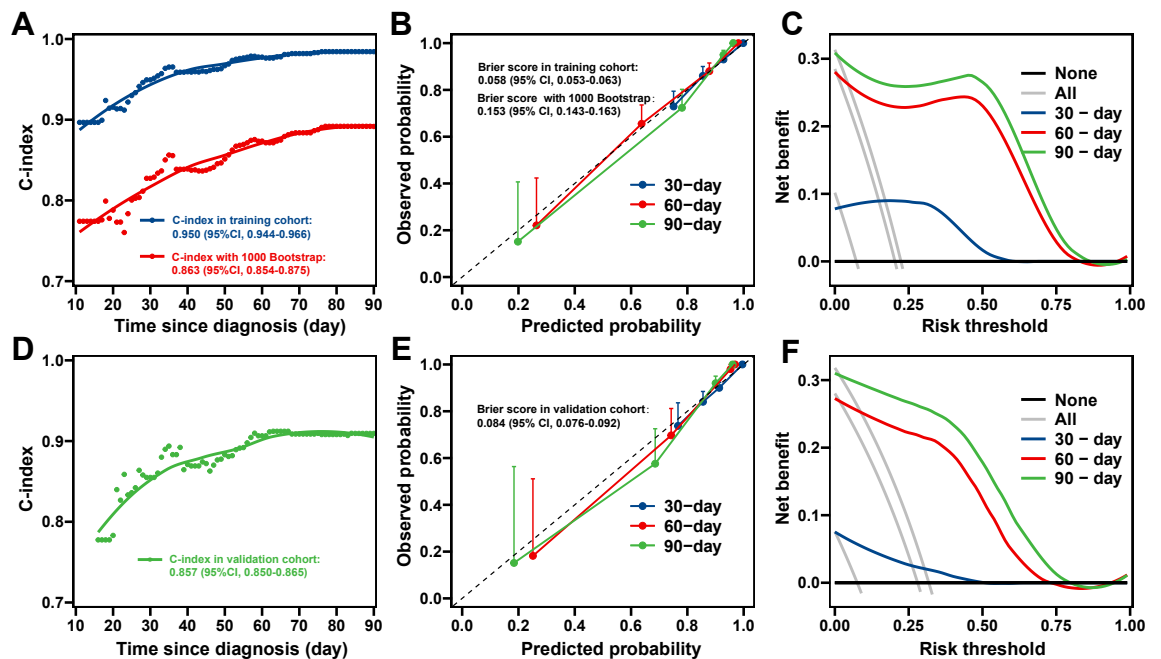 A
C-index
1.0
0.9
0.8
0.7
C-index in training cohort:
0.950 (95%CI, 0.944-0.966)
C-index with 1000 Bootstrap:
0.863 (95%CI, 0.854-0.875)
10 20 30 40 50 60 70 80 90
Time since diagnosis (day)
B
Observed probability
1.0
0.8
0.6
0.4
0.2
0.0
Brier score in training cohort:
0.058 (95% CI, 0.053-0.063)
Brier score with 1000 Bootstrap:
0.153 (95% CI, 0.143-0.163)
30-day
60-day
90-day
0.0 0.2 0.4 0.6 0.8 1.0
Predicted probability
C
Net benefit
0.3
0.2
0.1
0.0
None
All
30 - day
60 - day
90 - day
0.00 0.25 0.50 0.75 1.00
Risk threshold
D
C-index
1.0
0.9
0.8
0.7
C-index in validation cohort:
0.857 (95%CI, 0.850-0.865)
10 20 30 40 50 60 70 80 90
Time since diagnosis (day)
E
Observed probability
1.0
0.8
0.6
0.4
0.2
0.0
Brier score in validation cohort:
0.084 (95% CI, 0.076-0.092)
30-day
60-day
90-day
0.0 0.2 0.4 0.6 0.8 1.0
Predicted probability
F
Net benefit
0.3
0.2
0.1
0.0
None
All
30 - day
60 - day
90 - day
0.00 0.25 0.50 0.75 1.00
Risk threshold